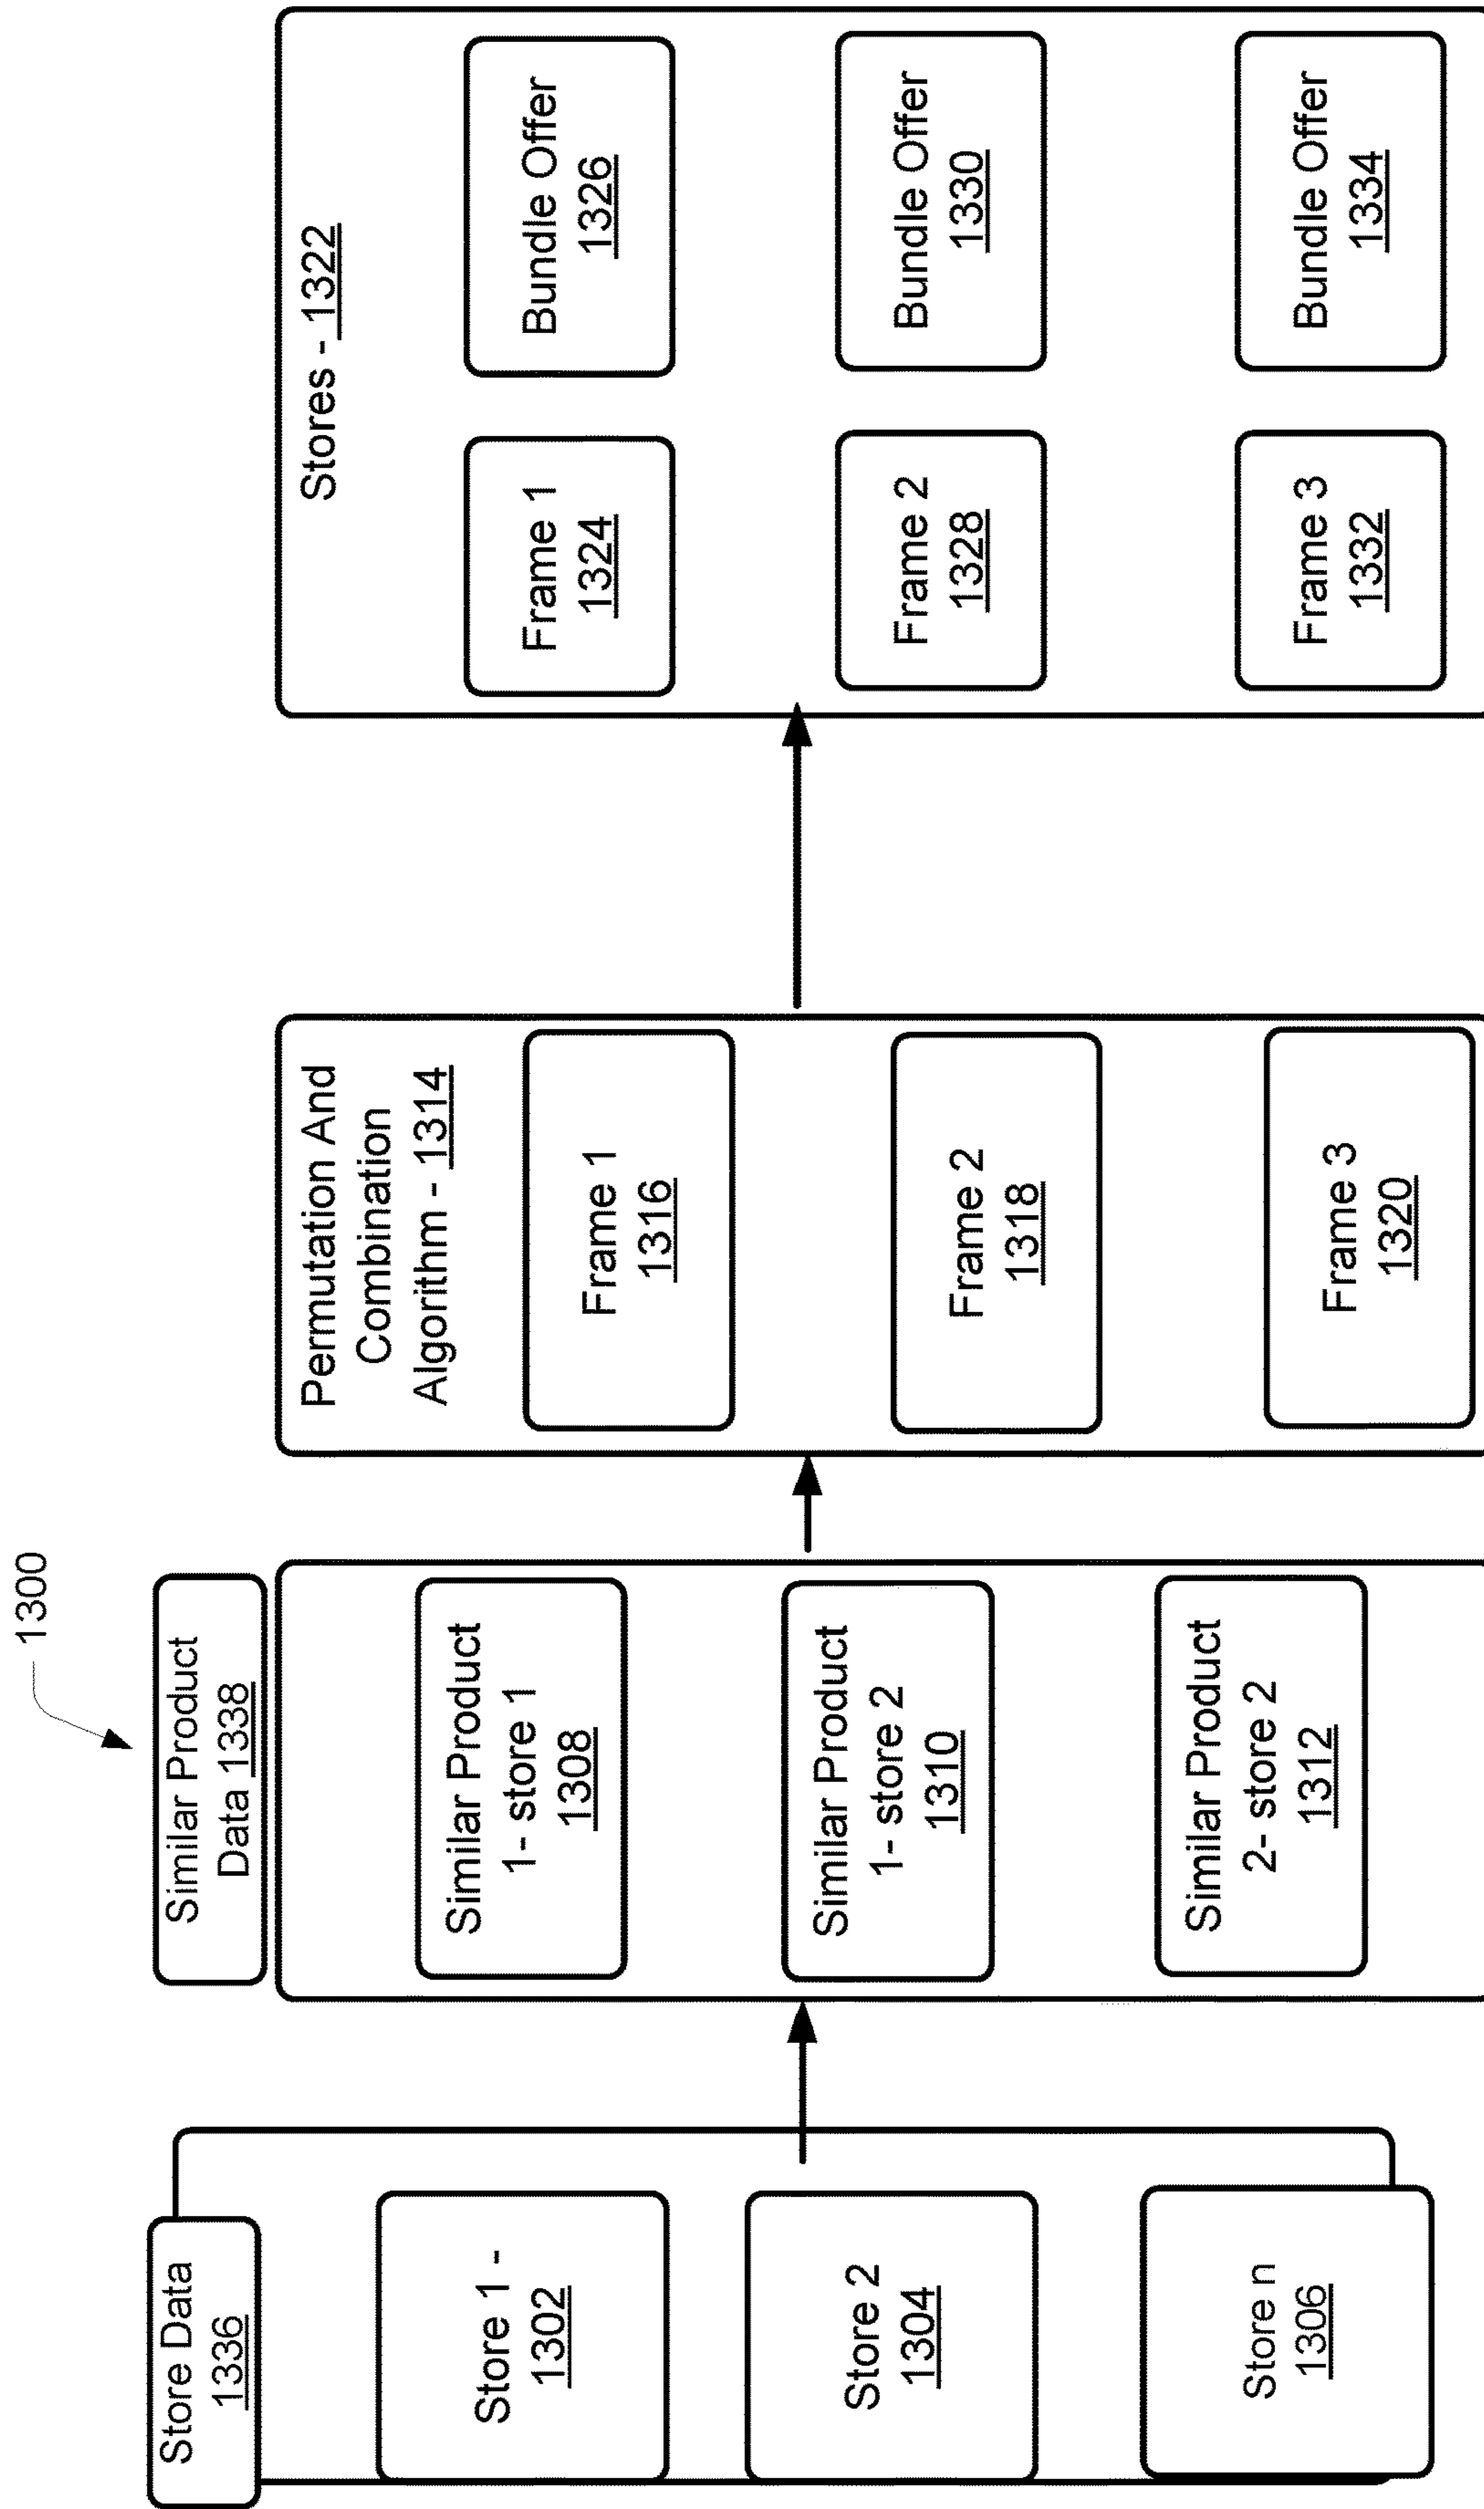 1300
Store Data
1336
Store 1 -
1302
Store 2
1304
Store n
1306
Similar Product
Data 1338
Similar Product
1- store 1
1308
Similar Product
1- store 2
1310
Similar Product
2- store 2
1312
Permutation And
Combination
Algorithm - 1314
Frame 1
1316
Frame 2
1318
Frame 3
1320
Stores - 1322
Frame 1
1324
Bundle Offer
1326
Frame 2
1328
Bundle Offer
1330
Frame 3
1332
Bundle Offer
1334